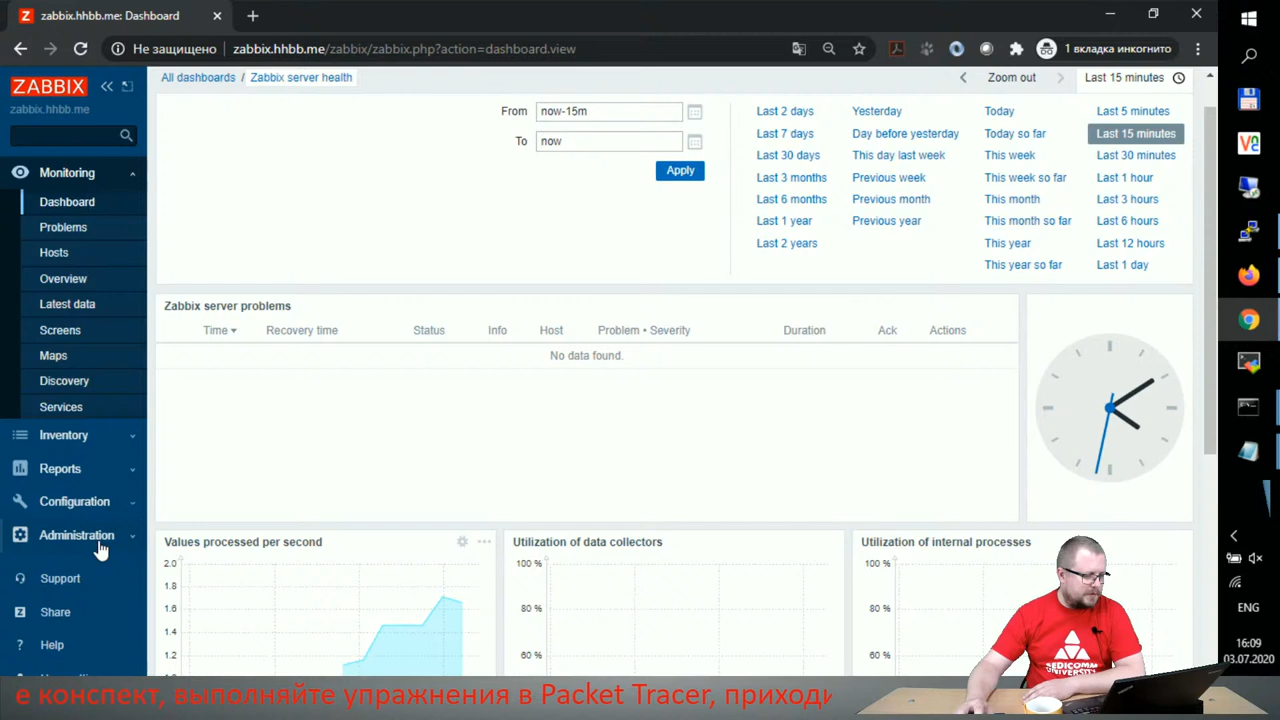 zabbix.hhbb.me: Dashboard
Не защищено
zabbix.hhbb.me/zabbix/zabbix.php?action=dashboard.view
1 вкладка инкогнито
ZABBIX
zabbix.hhbb.me
Monitoring
Dashboard
Problems
Hosts
Overview
Latest data
Screens
Maps
Discovery
Services
Inventory
Reports
Configuration
Administration
Support
Share
Help
All dashboards / Zabbix server health
Zoom out
Last 15 minutes
From now-15m
To now
Apply
Last 2 days Yesterday Today Last 5 minutes
Last 7 days Day before yesterday Today so far Last 15 minutes
Last 30 days This day last week This week Last 30 minutes
Last 3 months Previous week This week so far Last 1 hour
Last 6 months Previous month This month Last 3 hours
Last 1 year Previous year This month so far Last 6 hours
Last 2 years This year Last 12 hours
This year so far Last 1 day
Zabbix server problems
Time Recovery time Status Info Host Problem • Severity Duration Ack Actions
No data found.
Values processed per second
2.0
1.8
1.6
1.4
1.2
Utilization of data collectors
100 %
80 %
60 %
Utilization of internal processes
100 %
80 %
60 %
SEDICOMM
UNIVERSITY
ENG
16:09
03.07.2020
е конспект, выполняйте упражнения в Packet Tracer, приходи